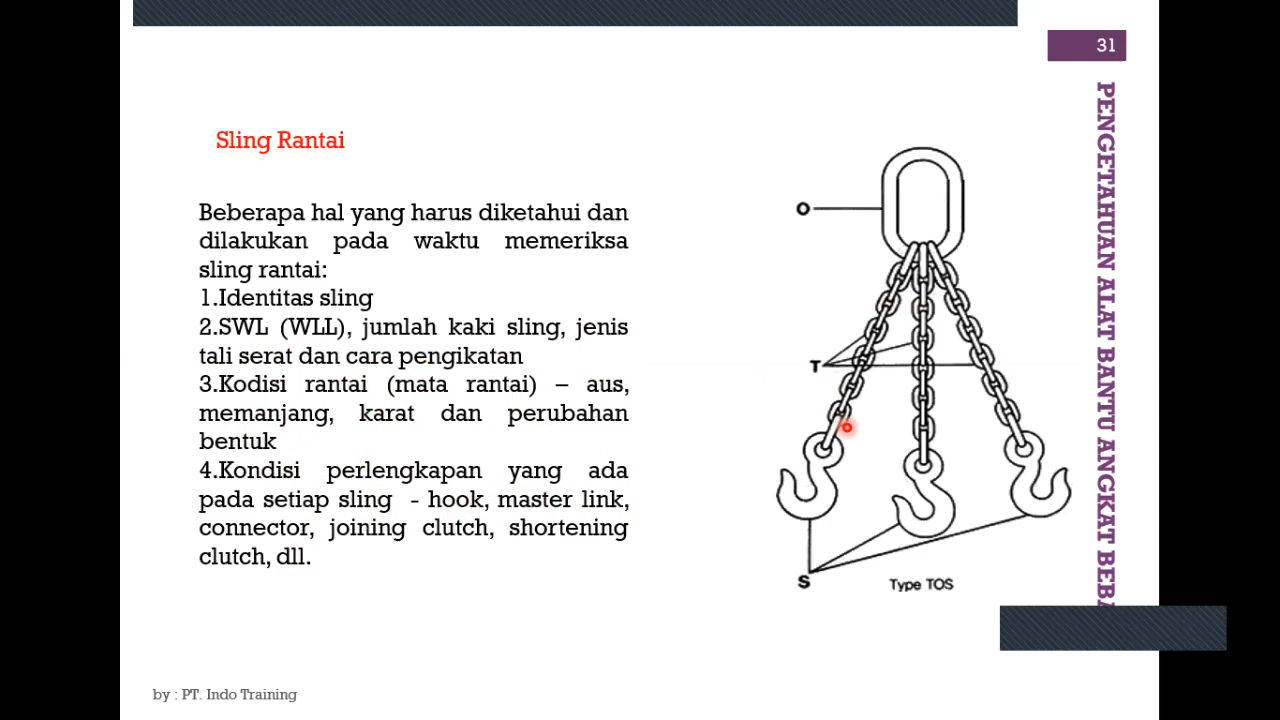 31
PENGETAHUAN ALAT BANTU ANGKAT BEBA
Sling Rantai
Beberapa hal yang harus diketahui dan
dilakukan pada waktu memeriksa
sling rantai:
1.Identitas sling
2.SWL (WLL), jumlah kaki sling, jenis
tali serat dan cara pengikatan
3.Kodisi rantai (mata rantai) – aus,
memanjang, karat dan perubahan
bentuk
4.Kondisi perlengkapan yang ada
pada setiap sling - hook, master link,
connector, joining clutch, shortening
clutch, dll.
O
T
S
Type TOS
by : PT. Indo Training